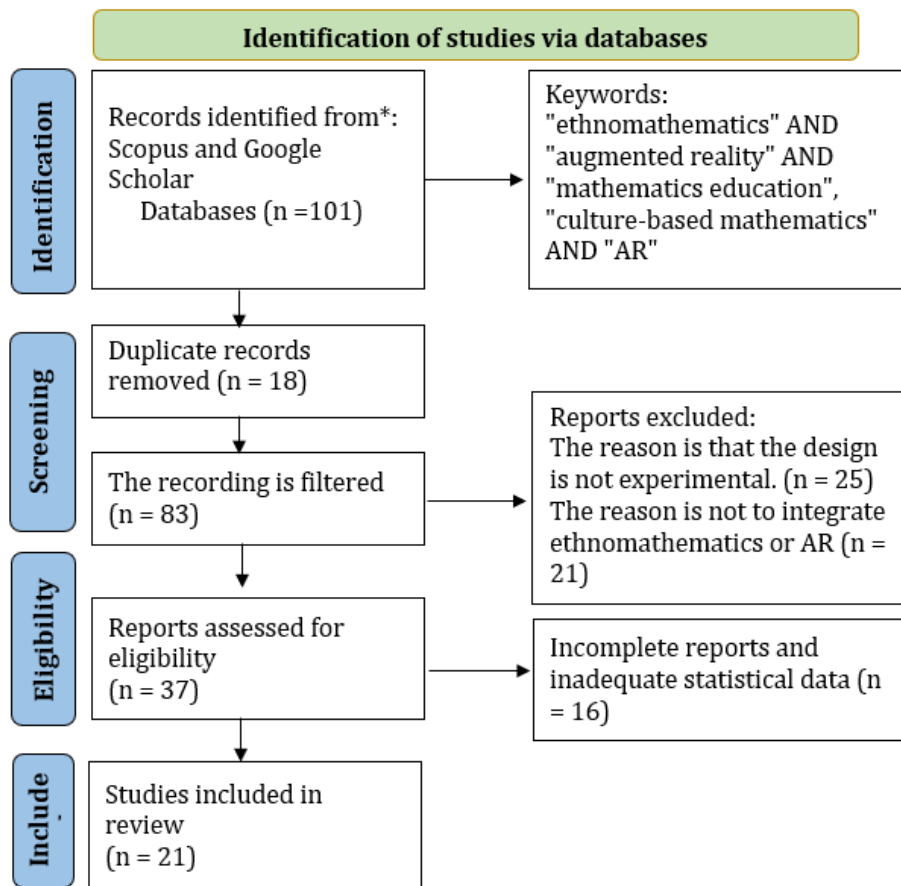 Identification of studies via databases
Identification
Records identified from*:
Scopus and Google
Scholar
Databases (n =101)
Keywords:
"ethnomathematics" AND
"augmented reality" AND
"mathematics education",
"culture-based mathematics"
AND "AR"
Screening
Duplicate records
removed (n = 18)
The recording is filtered
(n = 83)
Reports excluded:
The reason is that the design
is not experimental. (n = 25)
The reason is not to integrate
ethnomathematics or AR (n =
21)
Eligibility
Reports assessed for
eligibility
(n = 37)
Incomplete reports and
inadequate statistical data (n
= 16)
Include
Studies included in
review
(n = 21)